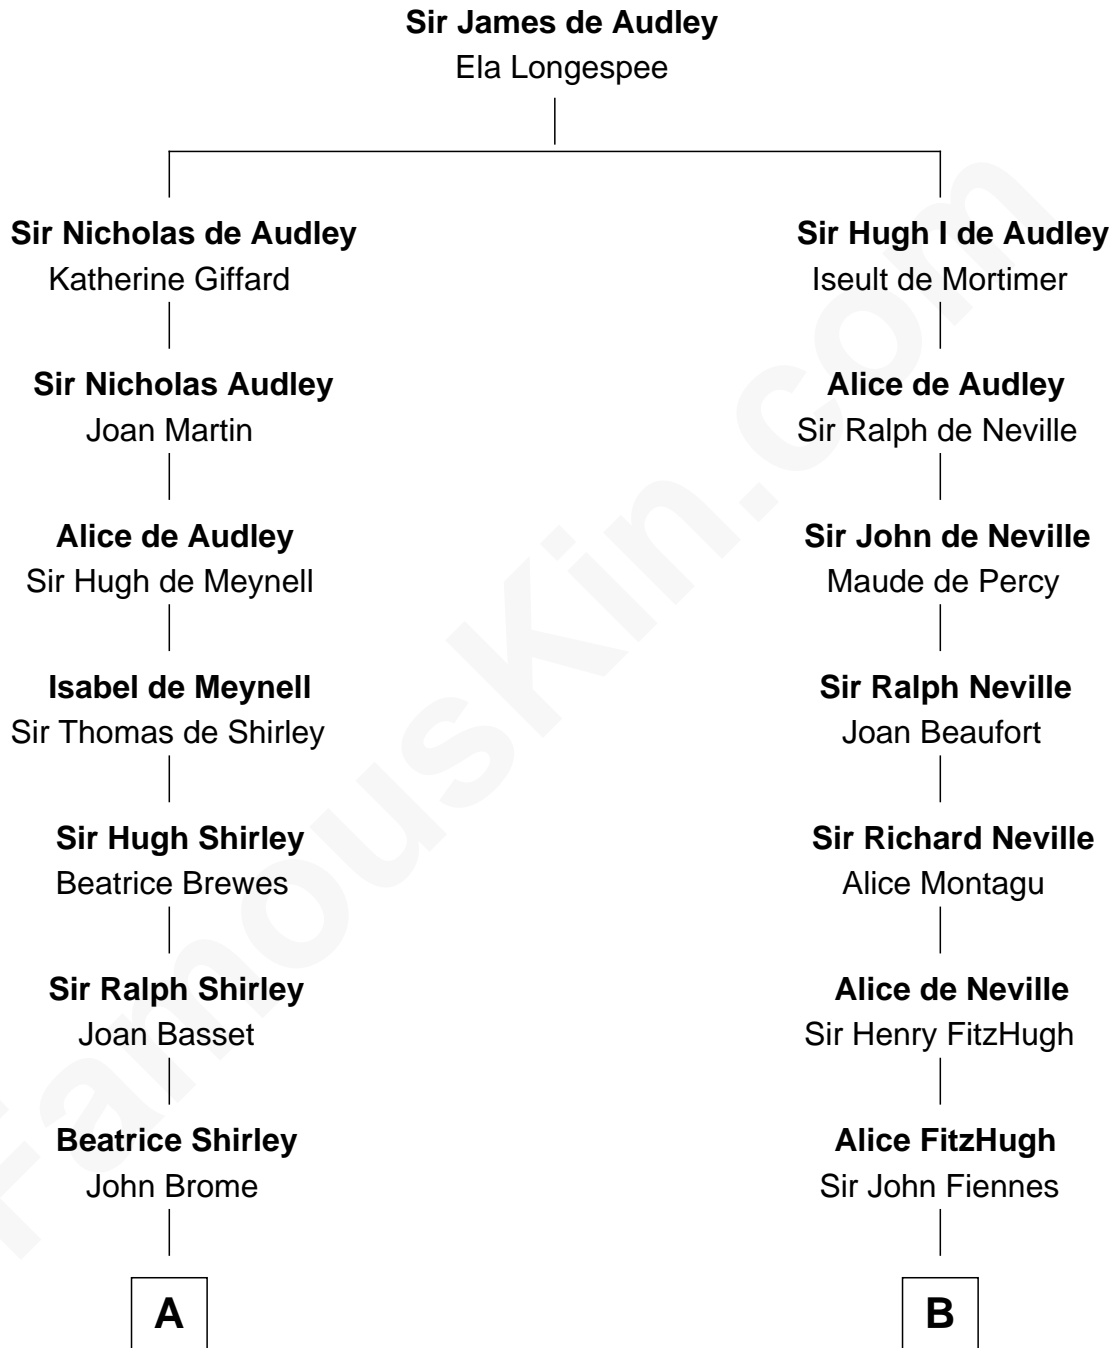 Sir James de Audley
Ela Longespee
Sir Nicholas de Audley
Katherine Giffard
Sir Nicholas Audley
Joan Martin
Alice de Audley
Sir Hugh de Meynell
Isabel de Meynell
Sir Thomas de Shirley
Sir Hugh Shirley
Beatrice Brewes
Sir Ralph Shirley
Joan Basset
Beatrice Shirley
John Brome
A
Sir Hugh I de Audley
Iseult de Mortimer
Alice de Audley
Sir Ralph de Neville
Sir John de Neville
Maude de Percy
Sir Ralph Neville
Joan Beaufort
Sir Richard Neville
Alice Montagu
Alice de Neville
Sir Henry FitzHugh
Alice FitzHugh
Sir John Fiennes
B
FamousKin.com